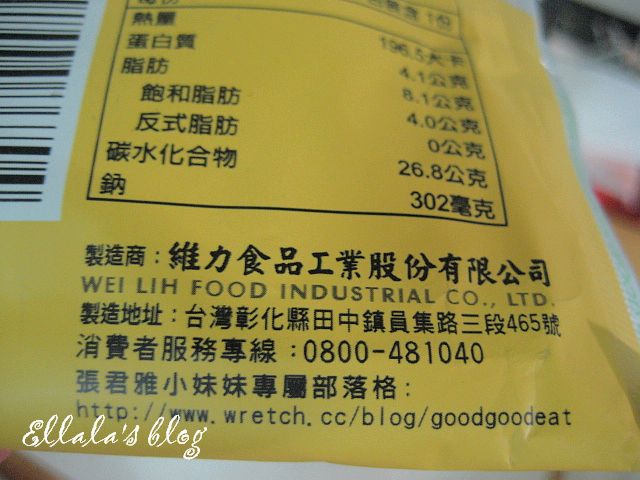 熱量 196.5大卡
蛋白質 4.1公克
脂肪 8.1公克
飽和脂肪 4.0公克
反式脂肪 0公克
碳水化合物 26.8公克
鈉 302毫克
製造商：維力食品工業股份有限公司
WEI LIH FOOD INDUSTRIAL CO., LTD.
製造地址：台灣彰化縣田中鎮員集路三段465號
消費者服務專線：0800-481040
張君雅小妹妹專屬部落格：
http://www.wretch.cc/blog/goodgoodeat
Ellala's blog